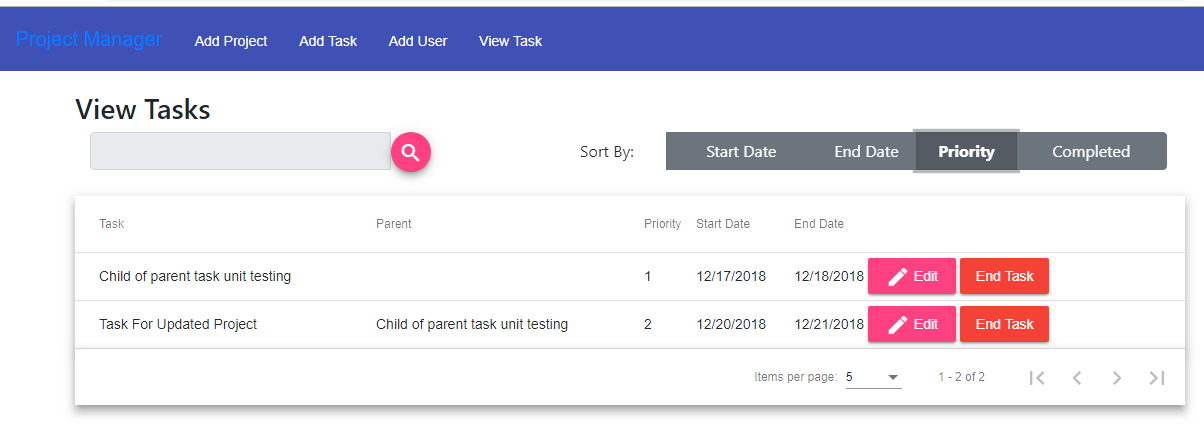 Project Manager Add Project Add Task Add User View Task
View Tasks
Sort By: Start Date End Date Priority Completed
Task Parent Priority Start Date End Date
Child of parent task unit testing 1 12/17/2018 12/18/2018 Edit End Task
Task For Updated Project Child of parent task unit testing 2 12/20/2018 12/21/2018 Edit End Task
Items per page: 5 1 - 2 of 2